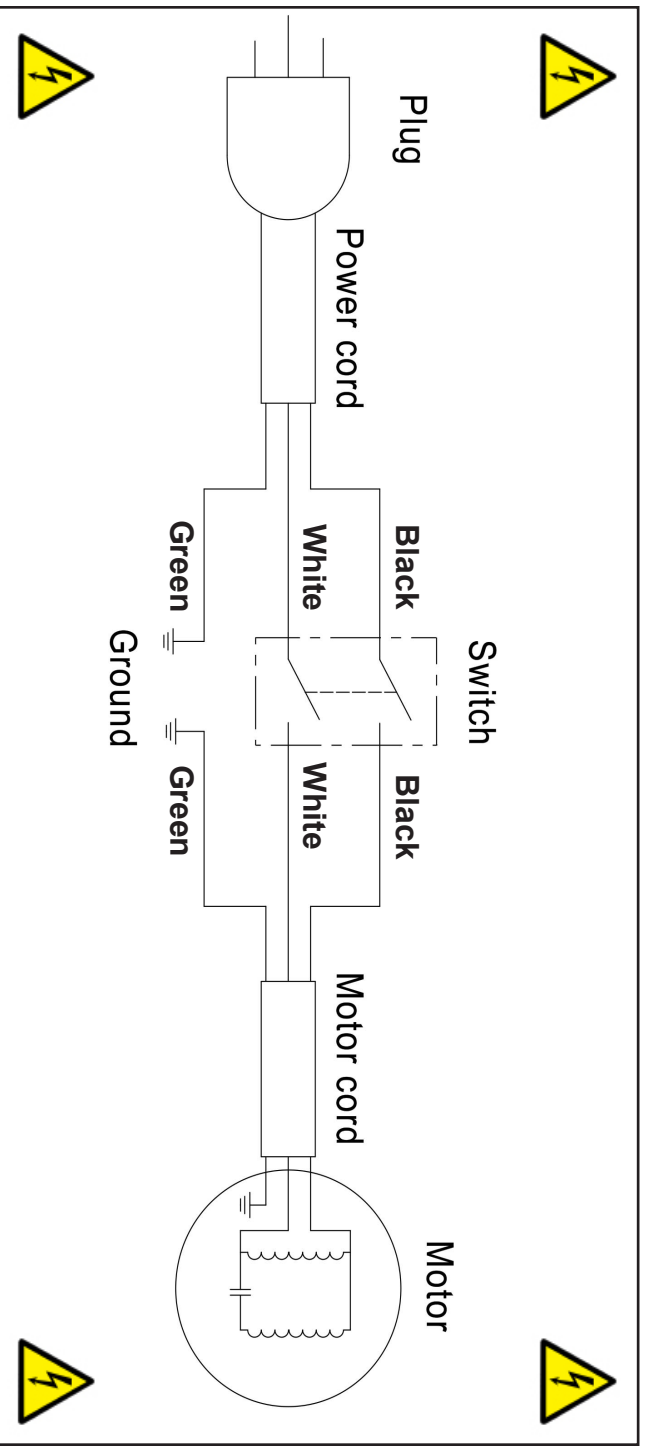 Plug
Power cord
Switch
Black
Black
White
White
Green
Green
Ground
Motor cord
Motor